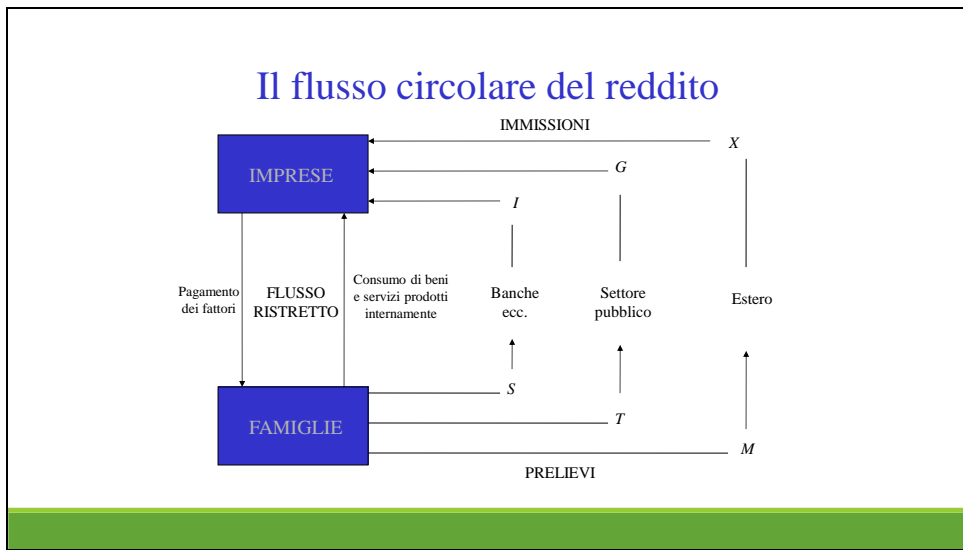 Il flusso circolare del reddito
IMMISSIONI
X
G
IMPRESE
I
Pagamento
dei fattori
FLUSSO
RISTRETTO
Consumo di beni
e servizi prodotti
internamente
Banche
ecc.
Settore
pubblico
Estero
S
FAMIGLIE
T
M
PRELIEVI